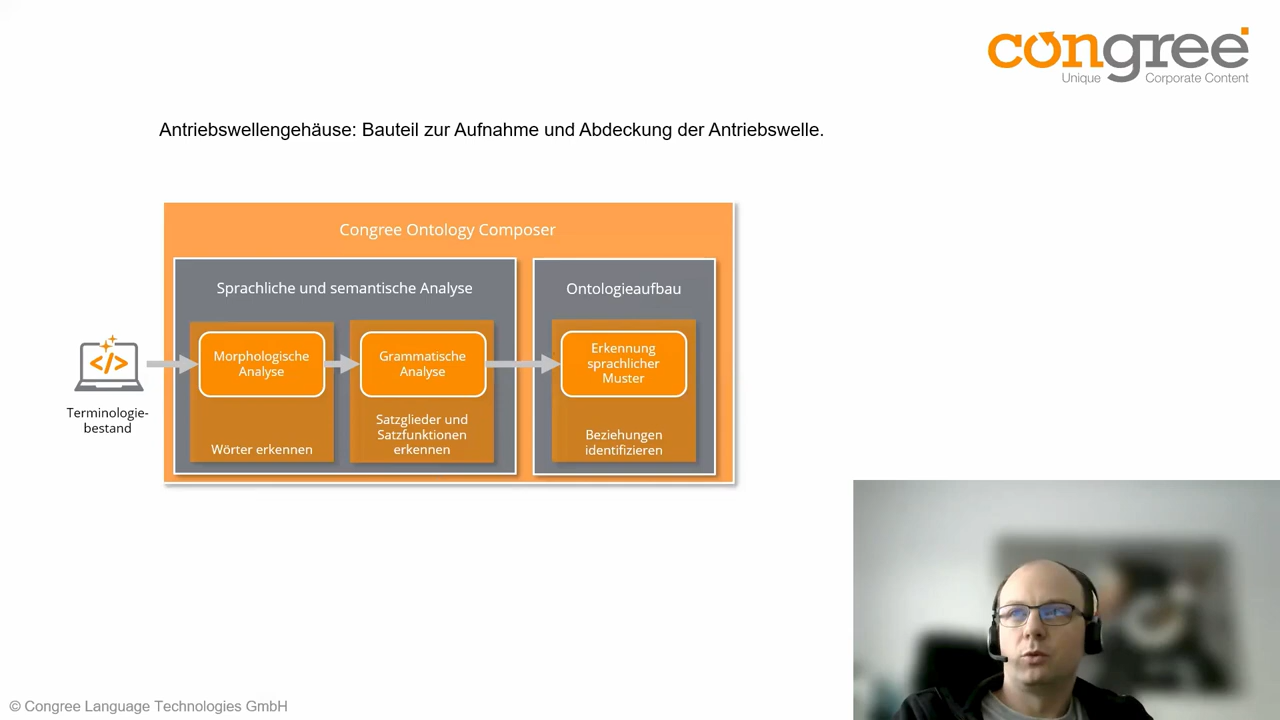 congree
Unique Corporate Content
Antriebswellengehäuse: Bauteil zur Aufnahme und Abdeckung der Antriebswelle.
Congree Ontology Composer
Sprachliche und semantische Analyse
Ontologieaufbau
Morphologische
Analyse
Grammatische
Analyse
Erkennung
sprachlicher
Muster
Terminologie-
bestand
Wörter erkennen
Satzglieder und
Satzfunktionen
erkennen
Beziehungen
identifizieren
© Congree Language Technologies GmbH